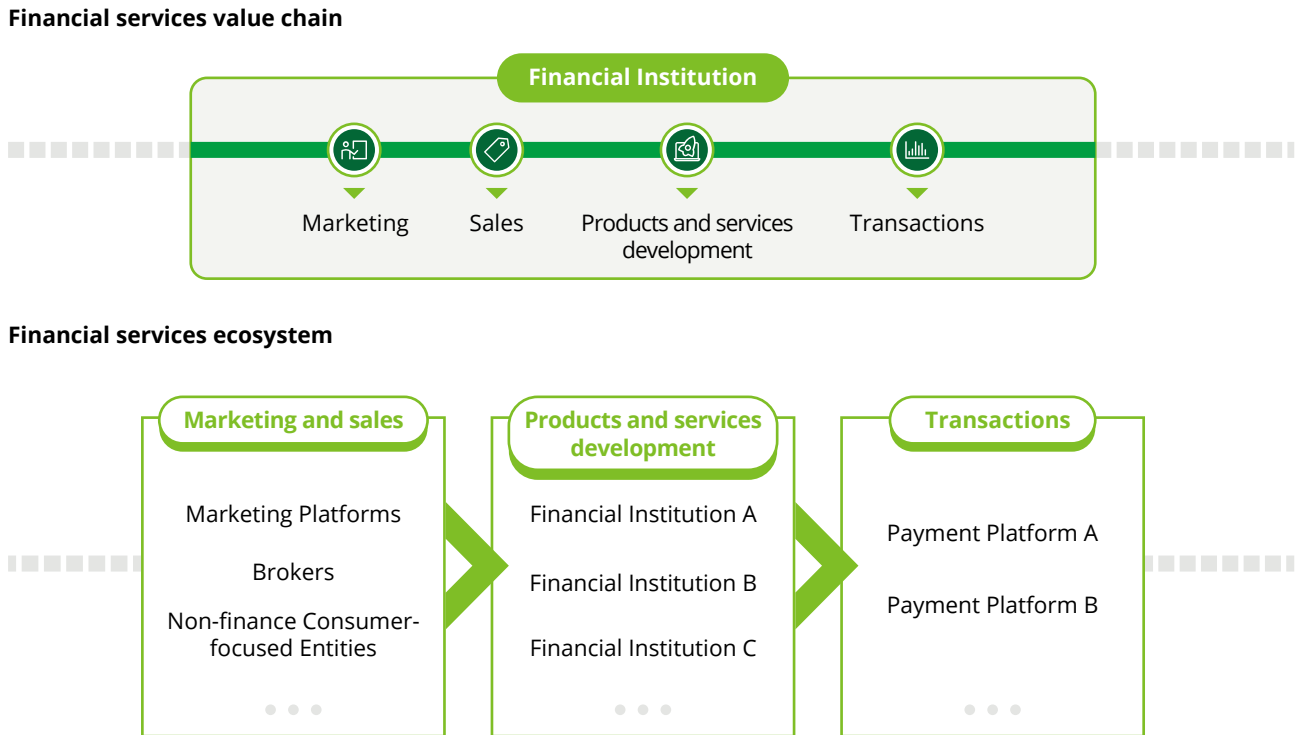 Financial services value chain
Financial Institution
Marketing
Sales
Products and services
development
Transactions
Financial services ecosystem
Marketing and sales
Marketing Platforms
Brokers
Non-finance Consumer-
focused Entities
Products and services
development
Financial Institution A
Financial Institution B
Financial Institution C
Transactions
Payment Platform A
Payment Platform B